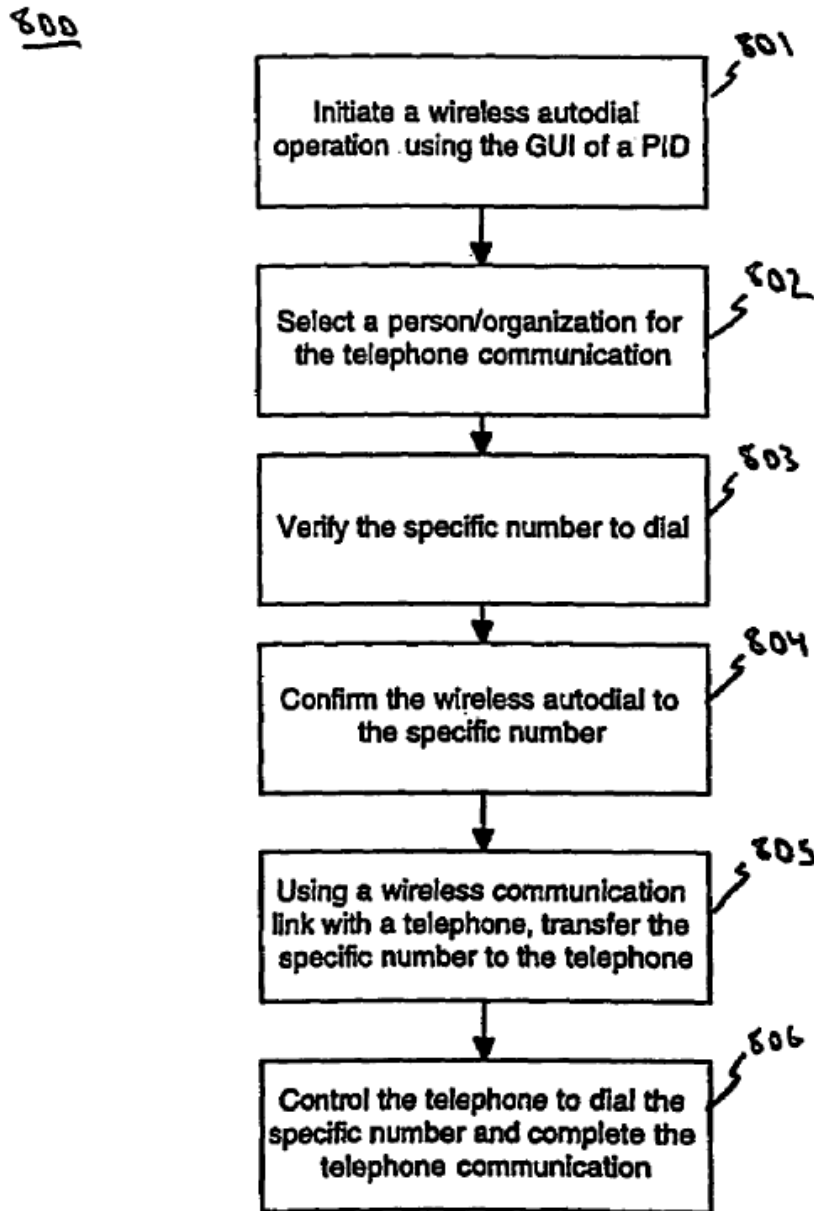 800
801
Initiate a wireless autodial
operation using the GUI of a PID
802
Select a person/organization for
the telephone communication
803
Verify the specific number to dial
804
Confirm the wireless autodial to
the specific number
805
Using a wireless communication
link with a telephone, transfer the
specific number to the telephone
806
Control the telephone to dial the
specific number and complete the
telephone communication